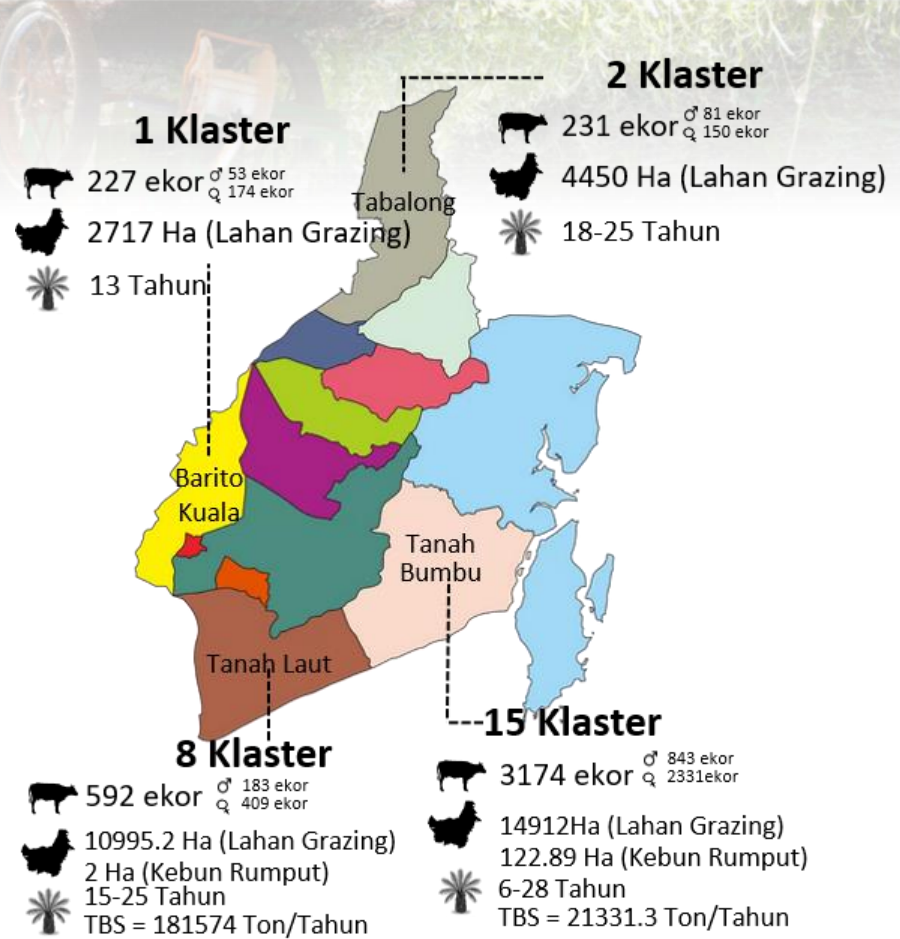 2 Klaster
231 ekor ♂ 81 ekor
♀ 150 ekor
4450 Ha (Lahan Grazing)
18-25 Tahun
1 Klaster
227 ekor ♂ 53 ekor
♀ 174 ekor
2717 Ha (Lahan Grazing)
13 Tahun
Tabalong
Barito
Kuala
Tanah
Bumbu
Tanah Laut
8 Klaster
592 ekor ♂ 183 ekor
♀ 409 ekor
10995.2 Ha (Lahan Grazing)
2 Ha (Kebun Rumput)
15-25 Tahun
TBS = 181574 Ton/Tahun
15 Klaster
3174 ekor ♂ 843 ekor
♀ 2331ekor
14912Ha (Lahan Grazing)
122.89 Ha (Kebun Rumput)
6-28 Tahun
TBS = 21331.3 Ton/Tahun